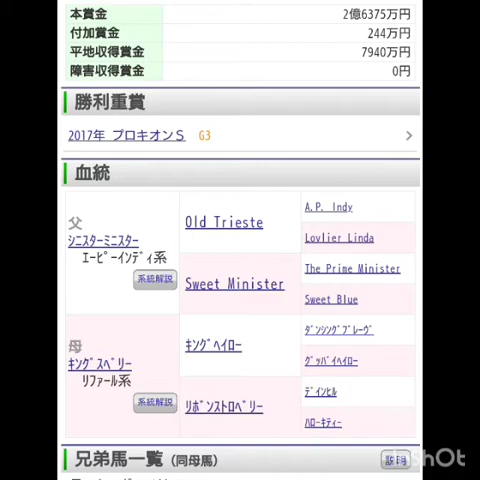 本賞金 2億6375万円
付加賞金 244万円
平地収得賞金 7940万円
障害収得賞金 0円
勝利重賞
2017年 プロキオンS G3
血統
父
ｼﾆｽﾀｰﾐﾆｽﾀｰ
ｴｰﾋﾟｰｲﾝﾃﾞｨ系
系統解説
Old Trieste
Sweet Minister
A.P. Indy
Lovlier Linda
The Prime Minister
Sweet Blue
母
ｷﾝｸﾞｽﾍﾞﾘｰ
ﾘﾌｧｰﾙ系
系統解説
ｷﾝｸﾞﾍｲﾛｰ
ﾘﾎﾞﾝｽﾄﾛﾍﾞﾘｰ
ﾀﾞﾝｼﾝｸﾞﾌﾞﾚｰｳﾞ
ｸﾞｯﾊﾞｲﾍｲﾛｰ
ﾃﾞｲﾝﾋﾙ
ﾊﾛｰｷﾃｨｰ
兄弟馬一覧 (同母馬)
説明